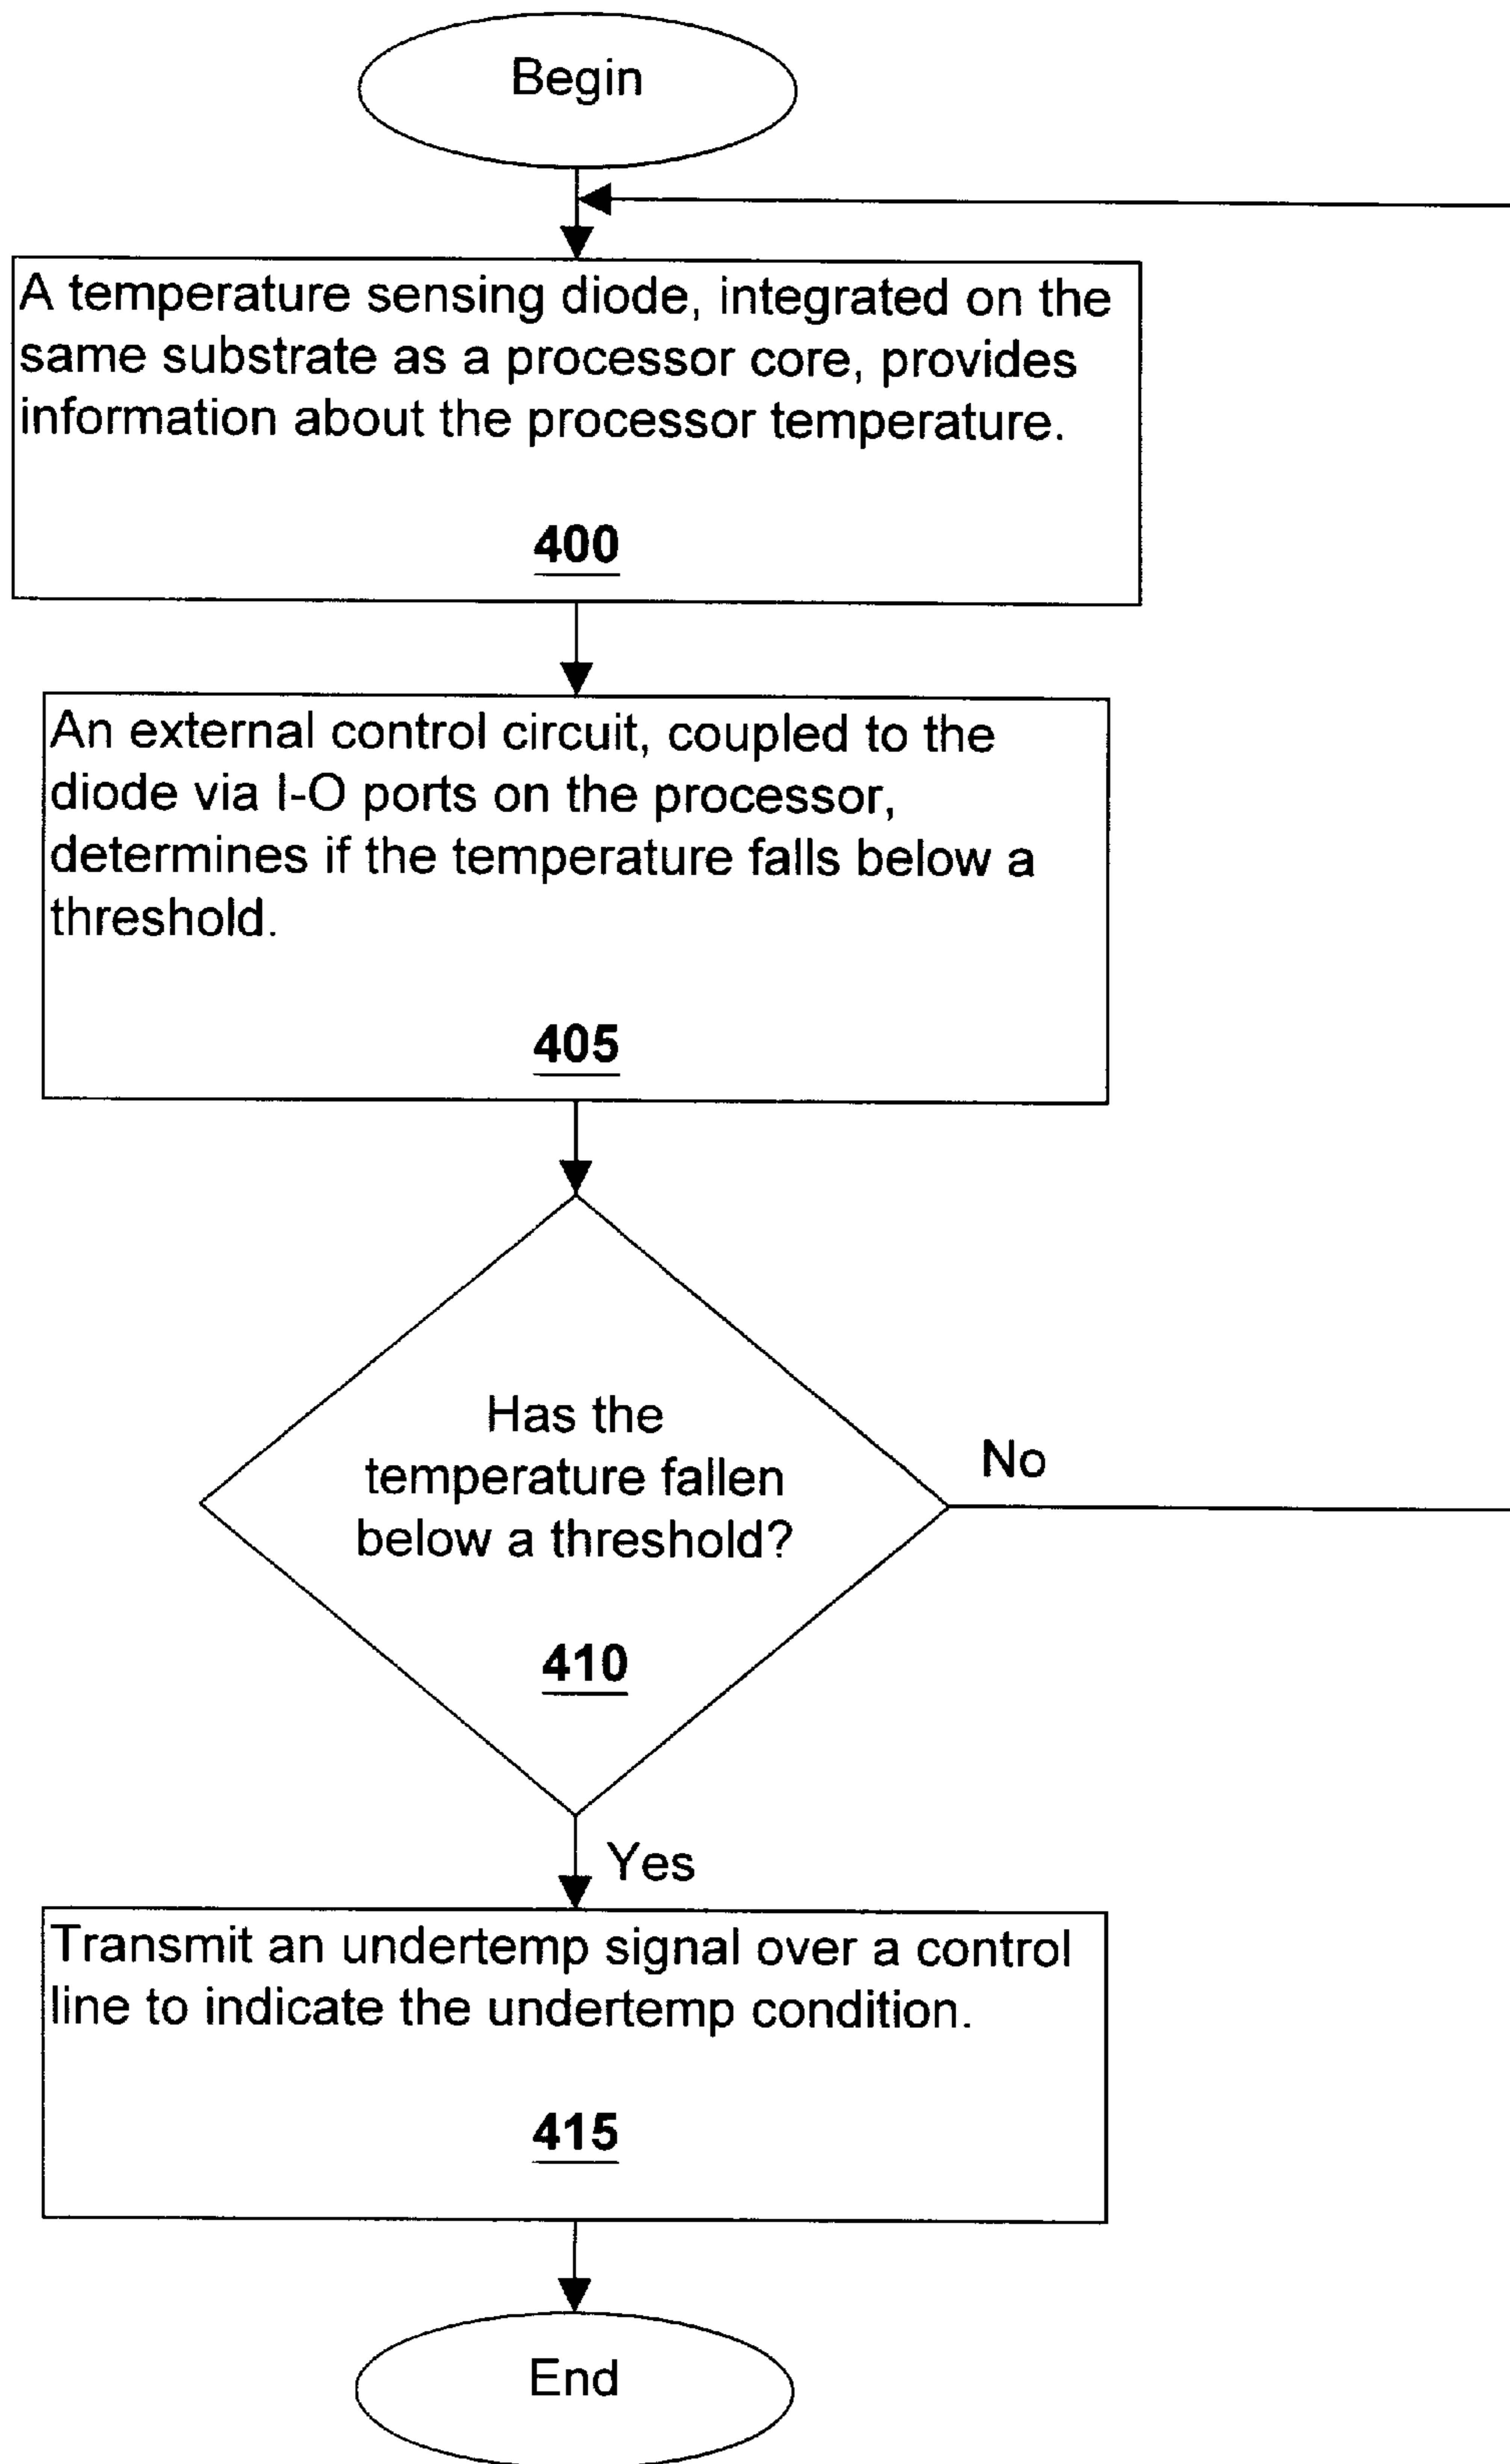 Begin
A temperature sensing diode, integrated on the
same substrate as a processor core, provides
information about the processor temperature.
400
An external control circuit, coupled to the
diode via I-O ports on the processor,
determines if the temperature falls below a
threshold.
405
Has the
temperature fallen
below a threshold?
410
No
Yes
Transmit an undertemp signal over a control
line to indicate the undertemp condition.
415
End